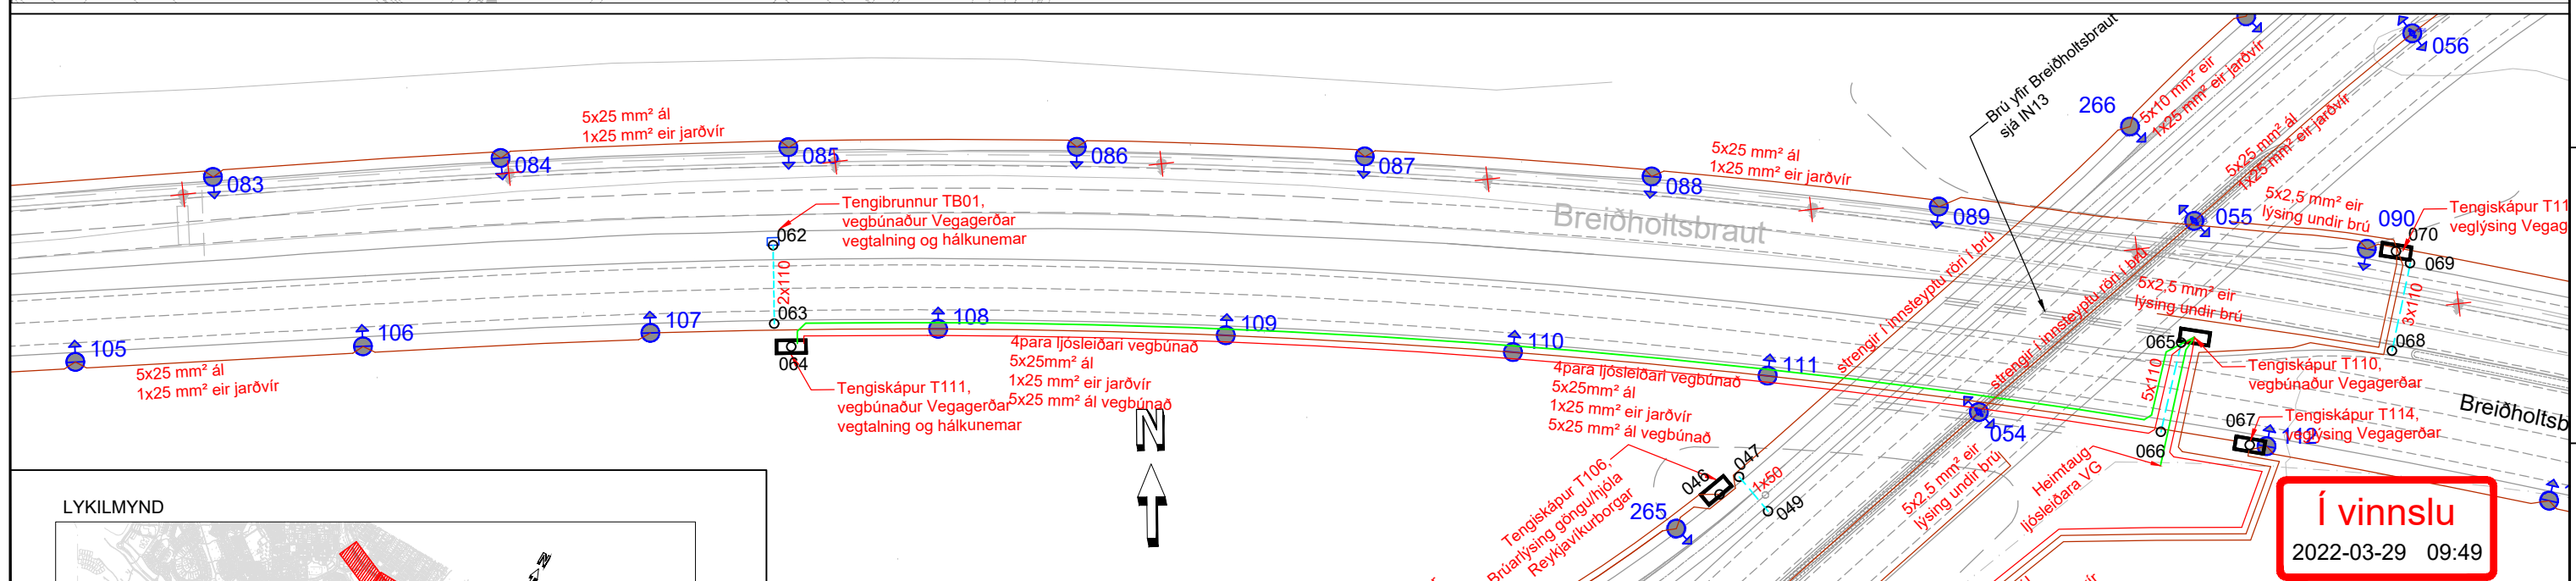 056
266
5x10 mm² eir
1x25 mm² eir jarðvír
Brú yfir Breiðholtsbraut
sjá IN13
5x25 mm² ál
1x25 mm² eir jarðvír
5x25 mm² ál
1x25 mm² eir jarðvír
083
084
085
086
087
088
089
5x25 mm² ál
1x25 mm² eir jarðvír
Breiðholtsbraut
055
5x2,5 mm² eir
lýsing undir brú
090
070
069
Tengiskápur T11
veglýsing Vegag
Tengibrunnur TB01,
vegbúnaður Vegagerðar
vegtalning og hálkunemar
062
2x110
063
064
Tengiskápur T111,
vegbúnaður Vegagerðar
vegtalning og hálkunemar
105
106
107
108
109
110
111
5x25 mm² ál
1x25 mm² eir jarðvír
4para ljósleiðari vegbúnað
5x25mm² ál
1x25 mm² eir jarðvír
5x25 mm² ál vegbúnað
4para ljósleiðari vegbúnað
5x25mm² ál
1x25 mm² eir jarðvír
5x25 mm² ál vegbúnað
strengir í innsteyptu röri í brú
strengir í innsteyptu röri í brú
5x2,5 mm² eir
lýsing undir brú
3x110
068
065
5x110
066
Tengiskápur T110,
vegbúnaður Vegagerðar
067
Tengiskápur T114,
veglýsing Vegagerðar
112
Breiðholtsb
054
5x2,5 mm² eir
lýsing undir brú
Heimtaug
ljósleiðara VG
046
047
1x50
049
265
Tengiskápur T106,
Brúarlýsing göngu/hjóla
Reykjavíkurborgar
N
LYKILMYND
N
Í vinnslu
2022-03-29 09:49